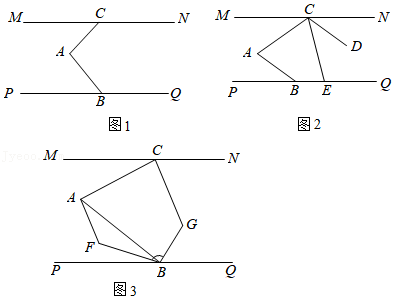 M C N
A
P B Q
图1
M C N
A D
P B E Q
图2
M C N
A
G
F
P B Q
图3